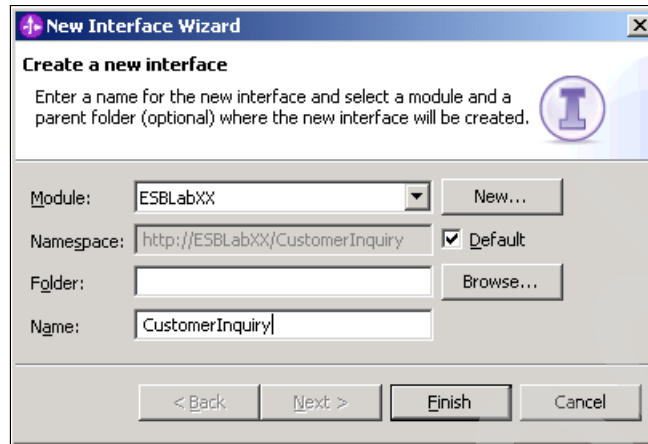 New Interface Wizard
Create a new interface
Enter a name for the new interface and select a module and a
parent folder (optional) where the new interface will be created.
Module: ESBLabXX New...
Namespace: http://ESBLabXX/CustomerInquiry Default
Folder: Browse...
Name: CustomerInquiry
< Back Next > Finish Cancel